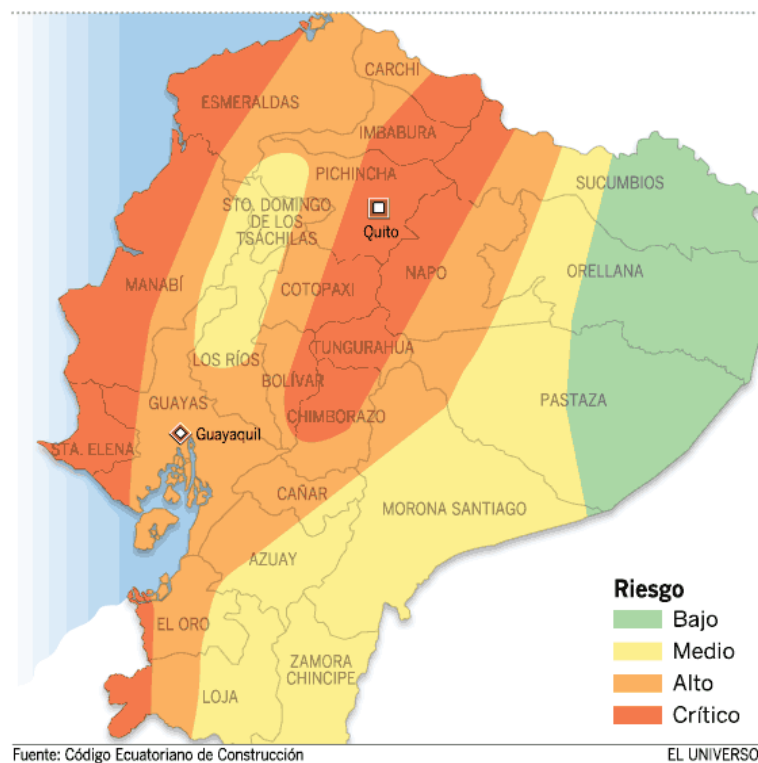 CARCHI
ESMERALDAS
IMBABURA
PICHINCHA
SUCUMBIOS
STO. DOMINGO
DE LOS
TSÁCHILAS
Quito
ORELLANA
NAPO
MANABÍ
COTOPAXI
TUNGURAHUA
LOS RÍOS
BOLÍVAR
PASTAZA
GUAYAS
CHIMBORAZO
Guayaquil
STA. ELENA
CAÑAR
MORONA SANTIAGO
AZUAY
EL ORO
ZAMORA
CHINCIPE
LOJA
Riesgo
Bajo
Medio
Alto
Crítico
Fuente: Código Ecuatoriano de Construcción
EL UNIVERSO